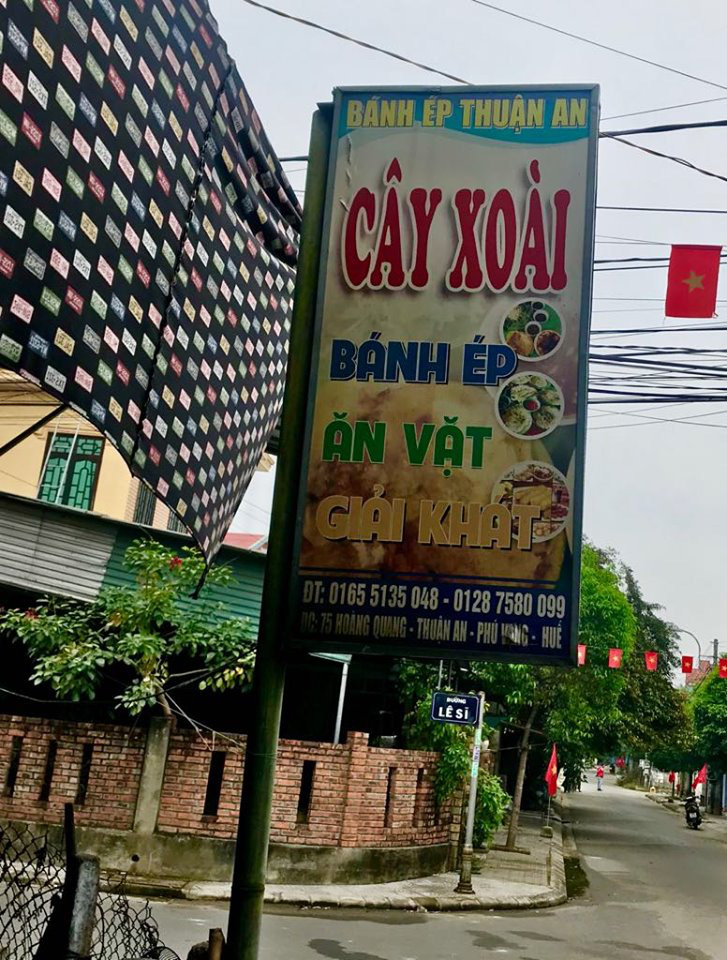 BÁNH ÉP THUẬN AN
CÂY XOÀI
BÁNH ÉP
ĂN VẶT
GIẢI KHÁT
ĐT: 0165 5135 048 - 0128 7580 099
ĐC: 75 HOÀNG QUANG - THUẬN AN - PHÚ VANG - HUẾ
ĐƯỜNG
LÊ SĨ